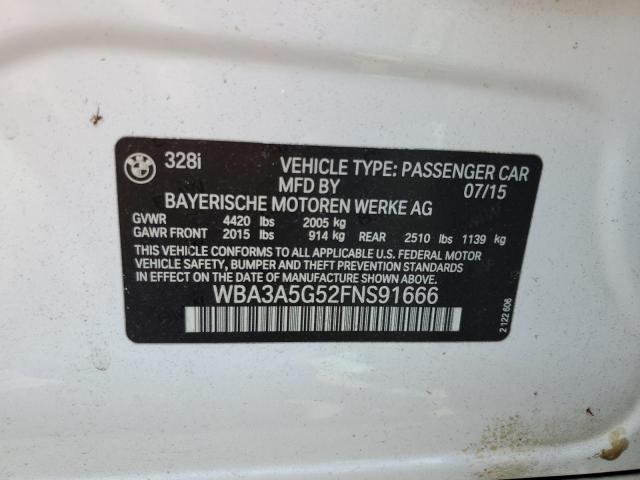 328i VEHICLE TYPE: PASSENGER CAR
MFD BY 07/15
BAYERISCHE MOTOREN WERKE AG
GVWR 4420 lbs 2005 kg
GAWR FRONT 2015 lbs 914 kg REAR 2510 lbs 1139 kg
THIS VEHICLE CONFORMS TO ALL APPLICABLE U.S. FEDERAL MOTOR
VEHICLE SAFETY, BUMPER AND THEFT PREVENTION STANDARDS
IN EFFECT ON THE DATE OF MANUFACTURE SHOWN ABOVE.
WBA3A5G52FNS91666
2 122 606